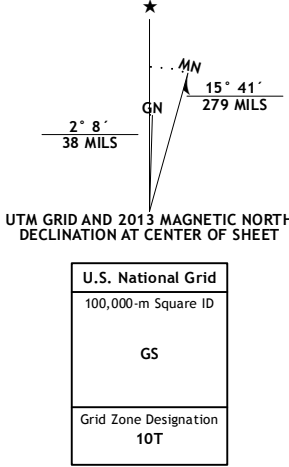 ★
MN
GN
15° 41´
279 MILS
2° 8´
38 MILS
UTM GRID AND 2013 MAGNETIC NORTH
DECLINATION AT CENTER OF SHEET
U.S. National Grid
100,000-m Square ID
GS
Grid Zone Designation
10T